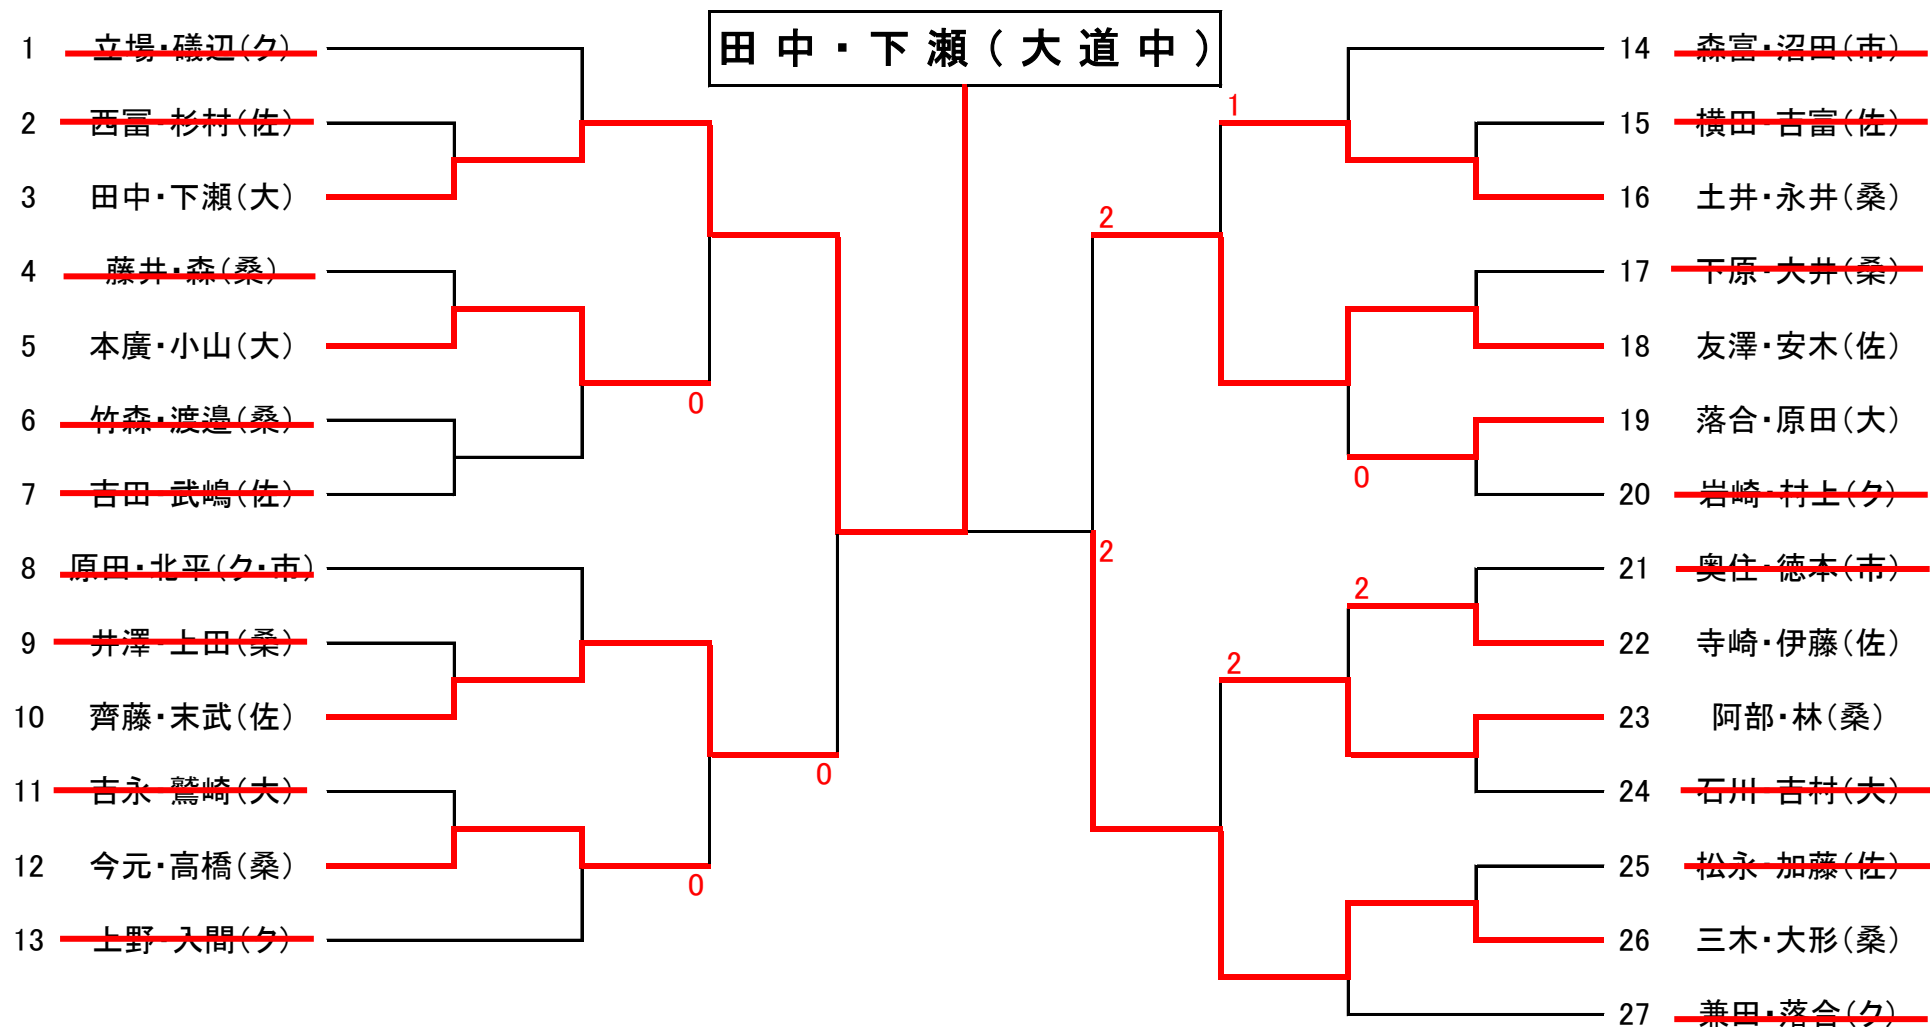 田中・下瀬(大道中)
1 立場・礒辺(ク)
2 西冨・杉村(佐)
3 田中・下瀬(大)
4 藤井・森(桑)
5 本廣・小山(大)
6 竹森・渡邉(桑)
7 吉田・武嶋(佐)
8 原田・北平(ク・市)
9 井澤・上田(桑)
10 齊藤・末武(佐)
11 吉永・鷲崎(大)
12 今元・高橋(桑)
13 上野・入間(ク)
0
0
0
14 森富・沼田(市)
15 横田・吉富(佐)
16 土井・永井(桑)
17 下原・大井(桑)
18 友澤・安木(佐)
19 落合・原田(大)
20 岩崎・村上(ク)
21 奥住・徳本(市)
22 寺崎・伊藤(佐)
23 阿部・林(桑)
24 石川・吉村(大)
25 松永・加藤(佐)
26 三木・大形(桑)
27 兼田・落合(ク)
1
2
0
2
2
2